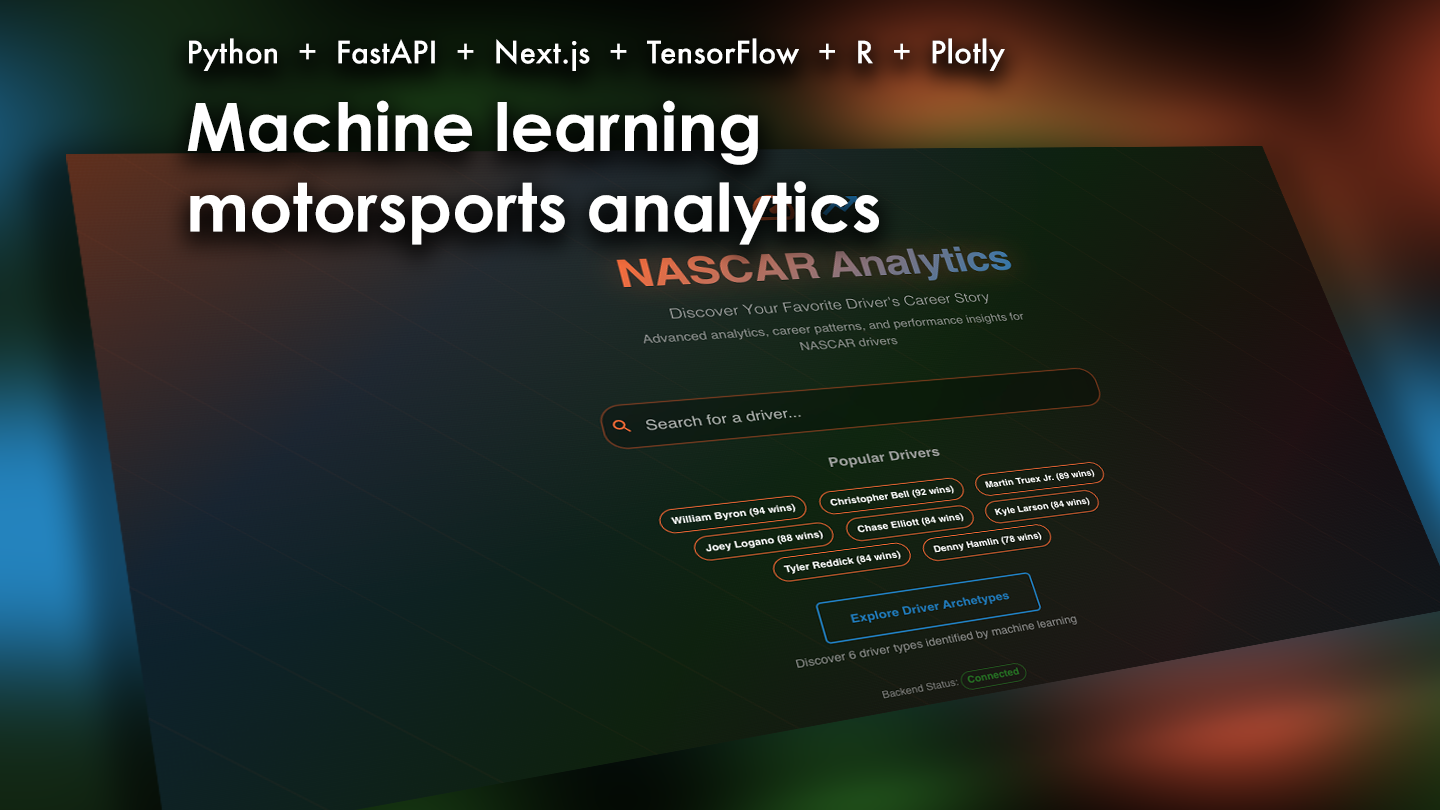 Python + FastAPI + Next.js + TensorFlow + R + Plotly
Machine learning
motorsports analytics
NASCAR Analytics
Discover Your Favorite Driver's Career Story
Advanced analytics, career patterns, and performance insights for
NASCAR drivers
Search for a driver...
Popular Drivers
William Byron (94 wins)
Christopher Bell (92 wins)
Martin Truex Jr. (89 wins)
Joey Logano (88 wins)
Chase Elliott (84 wins)
Kyle Larson (84 wins)
Tyler Reddick (84 wins)
Denny Hamlin (78 wins)
Explore Driver Archetypes
Discover 6 driver types identified by machine learning
Backend Status: Connected